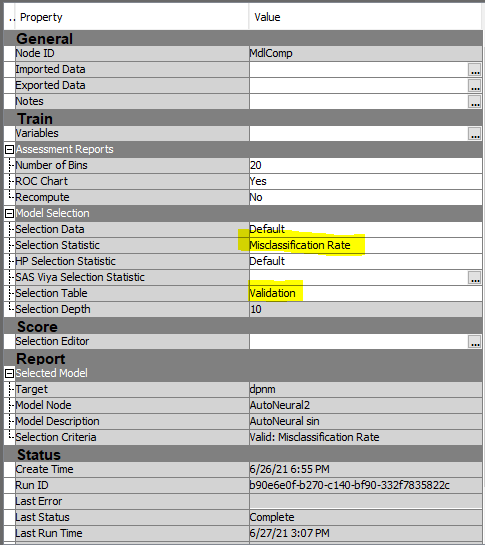 .. Property Value
General
Node ID MdlComp
Imported Data ...
Exported Data ...
Notes ...
Train
Variables ...
Assessment Reports
Number of Bins 20
ROC Chart Yes
Recompute No
Model Selection
Selection Data Default
Selection Statistic Misclassification Rate
HP Selection Statistic Default
SAS Viya Selection Statistic ...
Selection Table Validation
Selection Depth 10
Score
Selection Editor ...
Report
Selected Model
Target dpnm
Model Node AutoNeural2
Model Description AutoNeural sin
Selection Criteria Valid: Misclassification Rate
Status
Create Time 6/26/21 6:55 PM
Run ID b90e6e0f-b270-c140-bf90-332f7835822c
Last Error
Last Status Complete
Last Run Time 6/27/21 3:07 PM